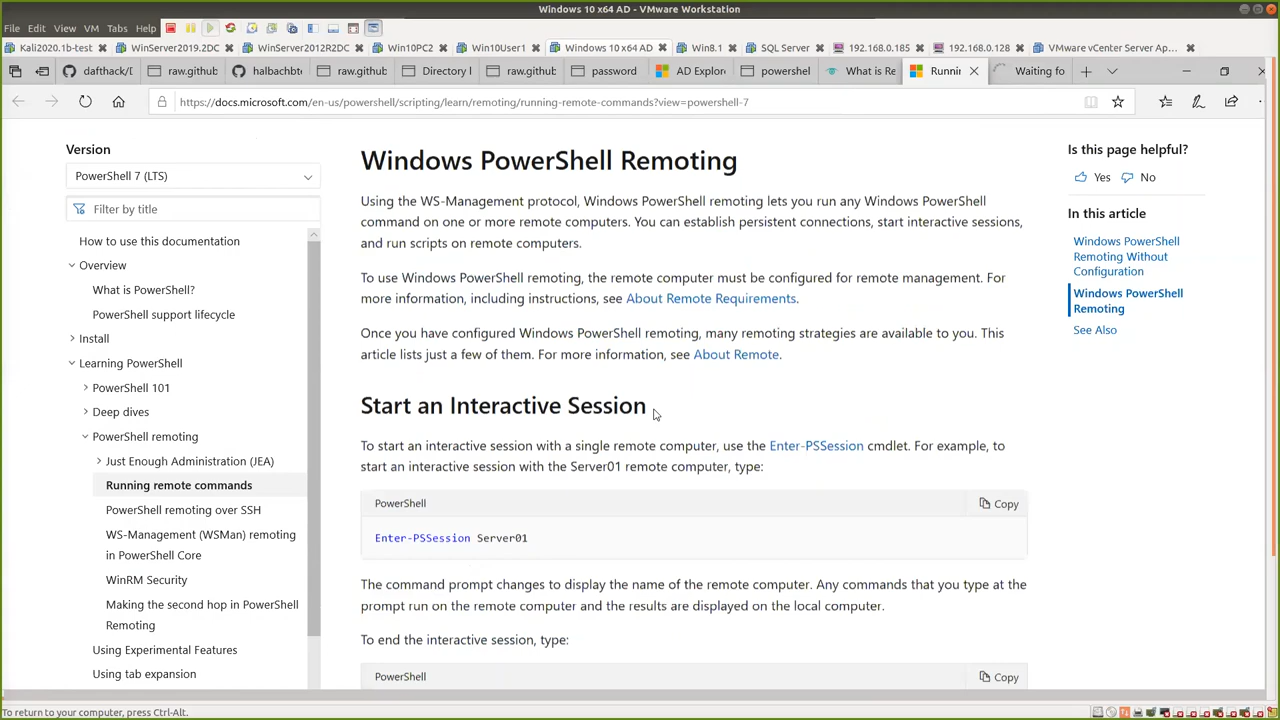 Windows 10 x64 AD - VMware Workstation
File Edit View VM Tabs Help
Kali2020.1b-test WinServer2019.2DC WinServer2012R2DC Win10PC2 Win10User1 Windows 10 x64 AD Win8.1 SQL Server 192.168.0.185 192.168.0.128 VMware vCenter Server Ap...
dafthack/[ raw.github halbachbt raw.github Directory l raw.github password AD Explore powershel What is Re Runnir Waiting fo
https://docs.microsoft.com/en-us/powershell/scripting/learn/remoting/running-remote-commands?view=powershell-7
Version
PowerShell 7 (LTS)
Filter by title
How to use this documentation
Overview
What is PowerShell?
PowerShell support lifecycle
Install
Learning PowerShell
PowerShell 101
Deep dives
PowerShell remoting
Just Enough Administration (JEA)
Running remote commands
PowerShell remoting over SSH
WS-Management (WSMan) remoting
in PowerShell Core
WinRM Security
Making the second hop in PowerShell
Remoting
Using Experimental Features
Using tab expansion
Windows PowerShell Remoting
Using the WS-Management protocol, Windows PowerShell remoting lets you run any Windows PowerShell
command on one or more remote computers. You can establish persistent connections, start interactive sessions,
and run scripts on remote computers.
To use Windows PowerShell remoting, the remote computer must be configured for remote management. For
more information, including instructions, see About Remote Requirements.
Once you have configured Windows PowerShell remoting, many remoting strategies are available to you. This
article lists just a few of them. For more information, see About Remote.
Start an Interactive Session
To start an interactive session with a single remote computer, use the Enter-PSSession cmdlet. For example, to
start an interactive session with the Server01 remote computer, type:
PowerShell Copy
Enter-PSSession Server01
The command prompt changes to display the name of the remote computer. Any commands that you type at the
prompt run on the remote computer and the results are displayed on the local computer.
To end the interactive session, type:
PowerShell Copy
Is this page helpful?
Yes No
In this article
Windows PowerShell
Remoting Without
Configuration
Windows PowerShell
Remoting
See Also
To return to your computer, press Ctrl-Alt.